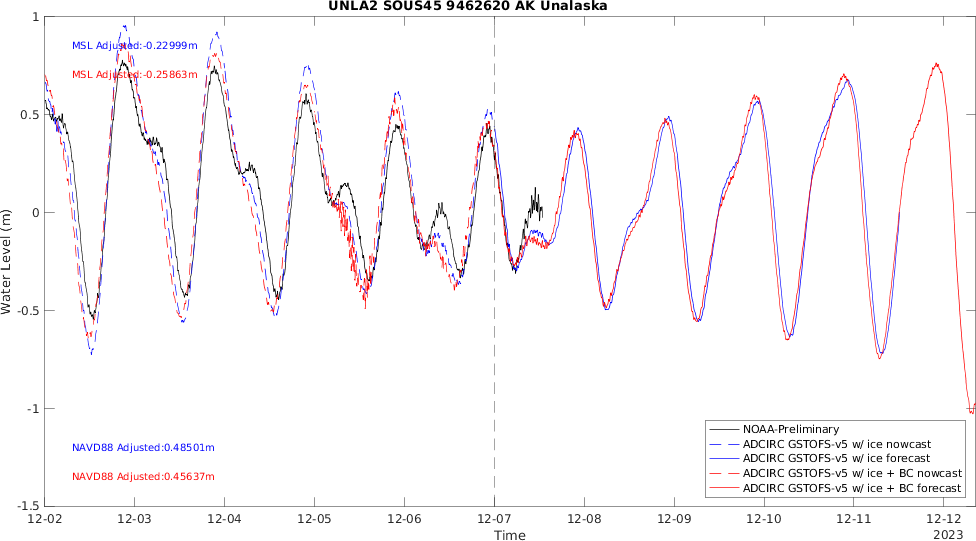 UNLA2 SOUS45 9462620 AK Unalaska
MSL Adjusted:-0.22999m
MSL Adjusted:-0.25863m
NAVD88 Adjusted:0.48501m
NAVD88 Adjusted:0.45637m
Water Level (m)
1
0.5
0
-0.5
-1
-1.5
NOAA-Preliminary
ADCIRC GSTOFS-v5 w/ ice nowcast
ADCIRC GSTOFS-v5 w/ ice forecast
ADCIRC GSTOFS-v5 w/ ice + BC nowcast
ADCIRC GSTOFS-v5 w/ ice + BC forecast
12-02 12-03 12-04 12-05 12-06 12-07 12-08 12-09 12-10 12-11 12-12
2023
Time